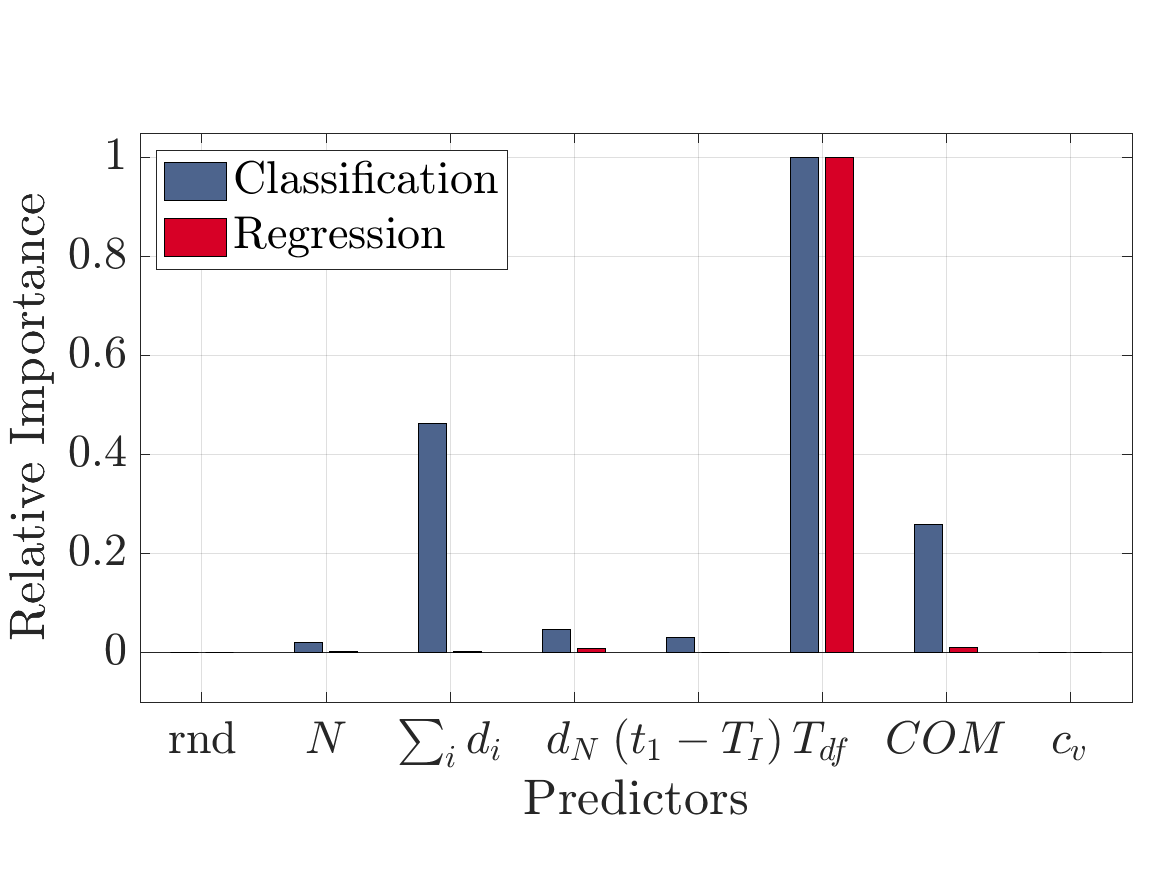 Classification
Regression
Relative Importance
1
0.8
0.6
0.4
0.2
0
rnd N ∑ᵢ dᵢ d_N (t₁ − T_I) T_df COM c_v
Predictors